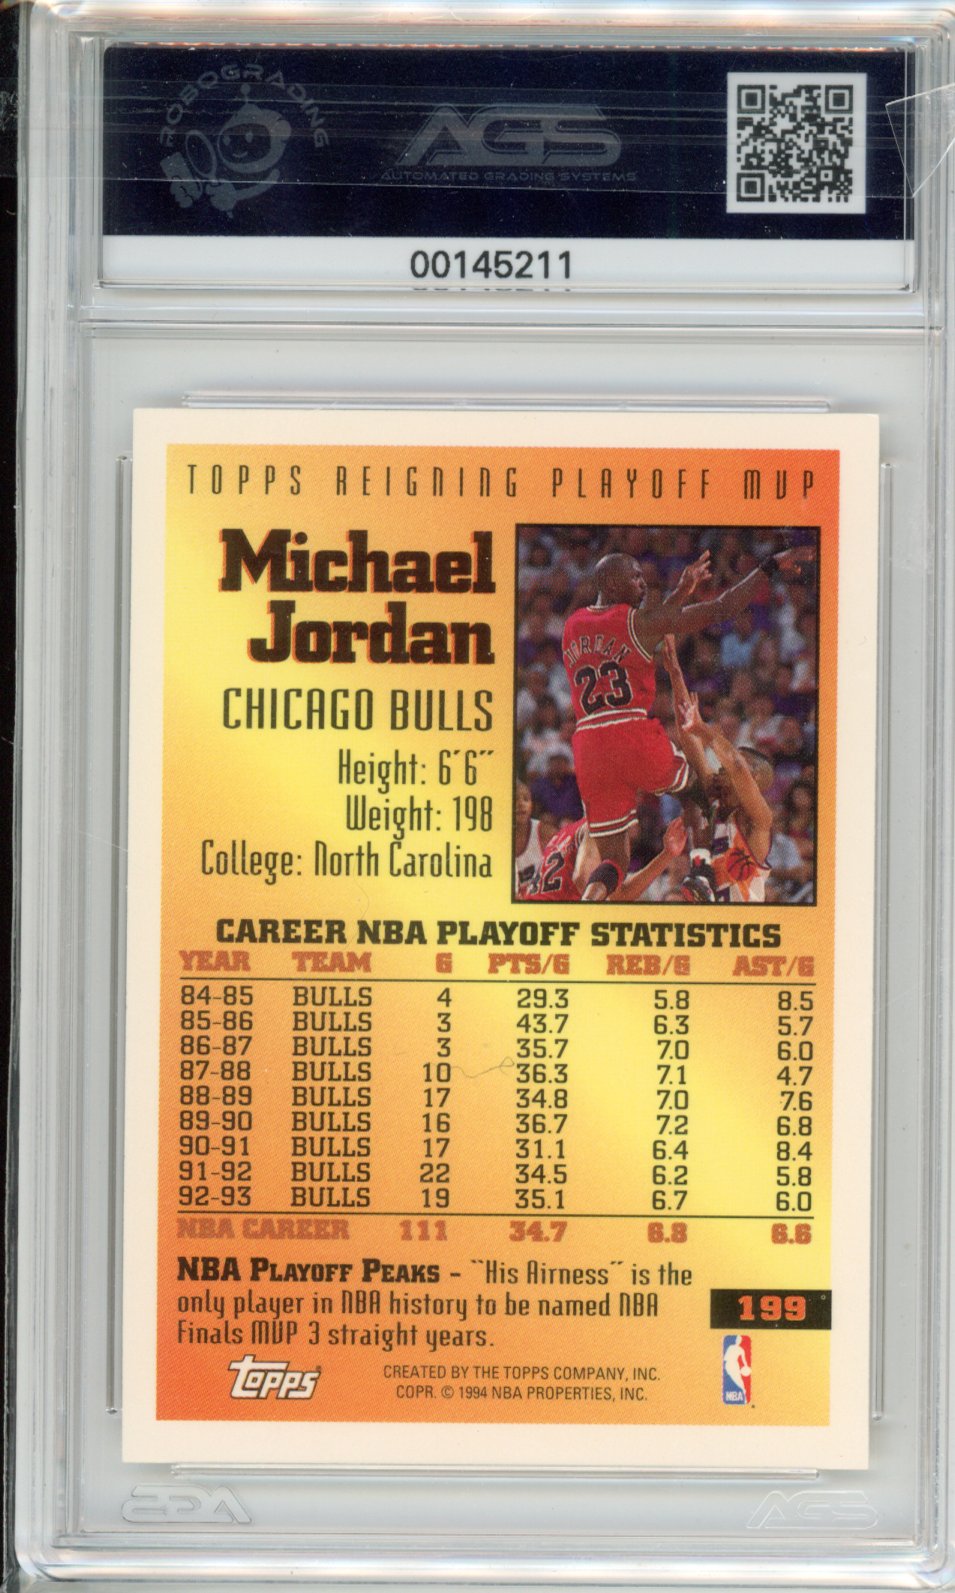 ROBOGRADING
AGS
AUTOMATED GRADING SYSTEMS
00145211
TOPPS REIGNING PLAYOFF MVP
Michael
Jordan
CHICAGO BULLS
Height: 6'6"
Weight: 198
College: North Carolina
JORDAN
23
CAREER NBA PLAYOFF STATISTICS
YEAR TEAM G PTS/G REB/G AST/G
84-85 BULLS 4 29.3 5.8 8.5
85-86 BULLS 3 43.7 6.3 5.7
86-87 BULLS 3 35.7 7.0 6.0
87-88 BULLS 10 36.3 7.1 4.7
88-89 BULLS 17 34.8 7.0 7.6
89-90 BULLS 16 36.7 7.2 6.8
90-91 BULLS 17 31.1 6.4 8.4
91-92 BULLS 22 34.5 6.2 5.8
92-93 BULLS 19 35.1 6.7 6.0
NBA CAREER 111 34.7 6.8 6.6
NBA PLAYOFF PEAKS - "His Airness" is the
only player in NBA history to be named NBA
Finals MVP 3 straight years.
199
Topps
CREATED BY THE TOPPS COMPANY, INC.
COPR. © 1994 NBA PROPERTIES, INC.
NBA
AGS
AGS